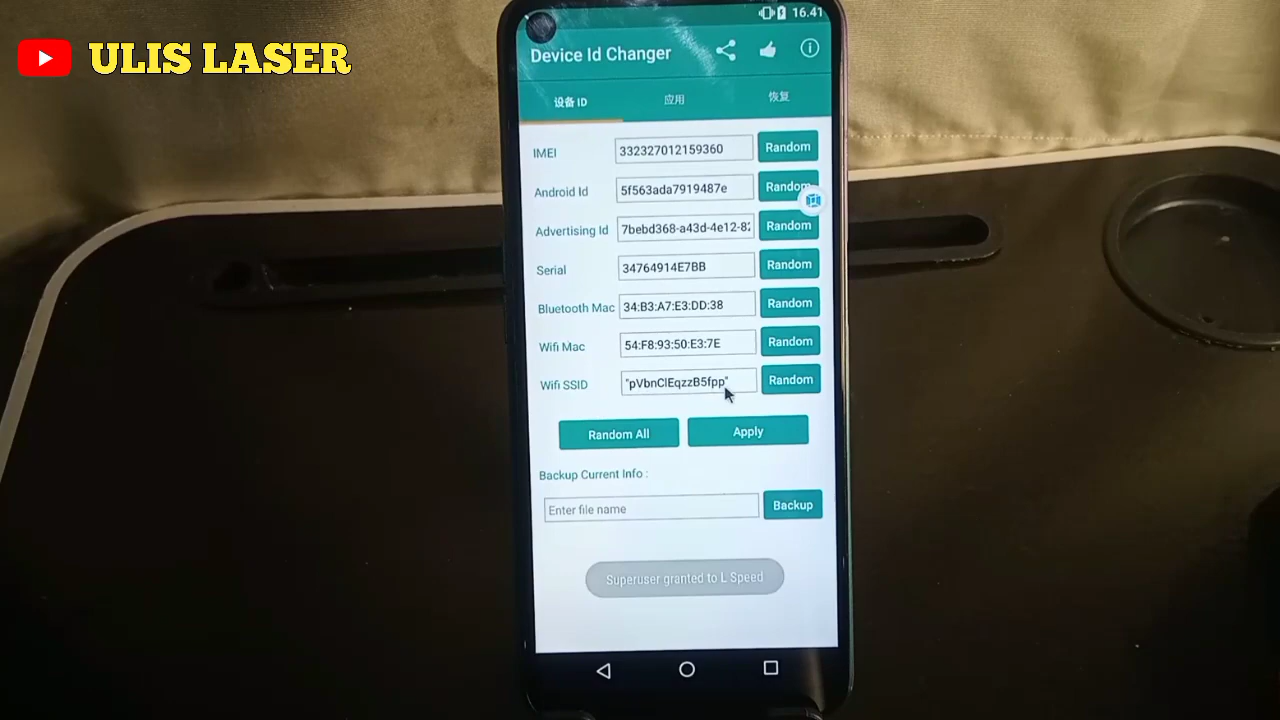 ULIS LASER
16.41
Device Id Changer
设备 ID 应用 恢复
IMEI 332327012159360 Random
Android Id 5f563ada7919487e Random
Advertising Id 7bebd368-a43d-4e12-82 Random
Serial 34764914E7BB Random
Bluetooth Mac 34:B3:A7:E3:DD:38 Random
Wifi Mac 54:F8:93:50:E3:7E Random
Wifi SSID "pVbnClEqzzB5fpp" Random
Random All Apply
Backup Current Info :
Enter file name Backup
Superuser granted to L Speed